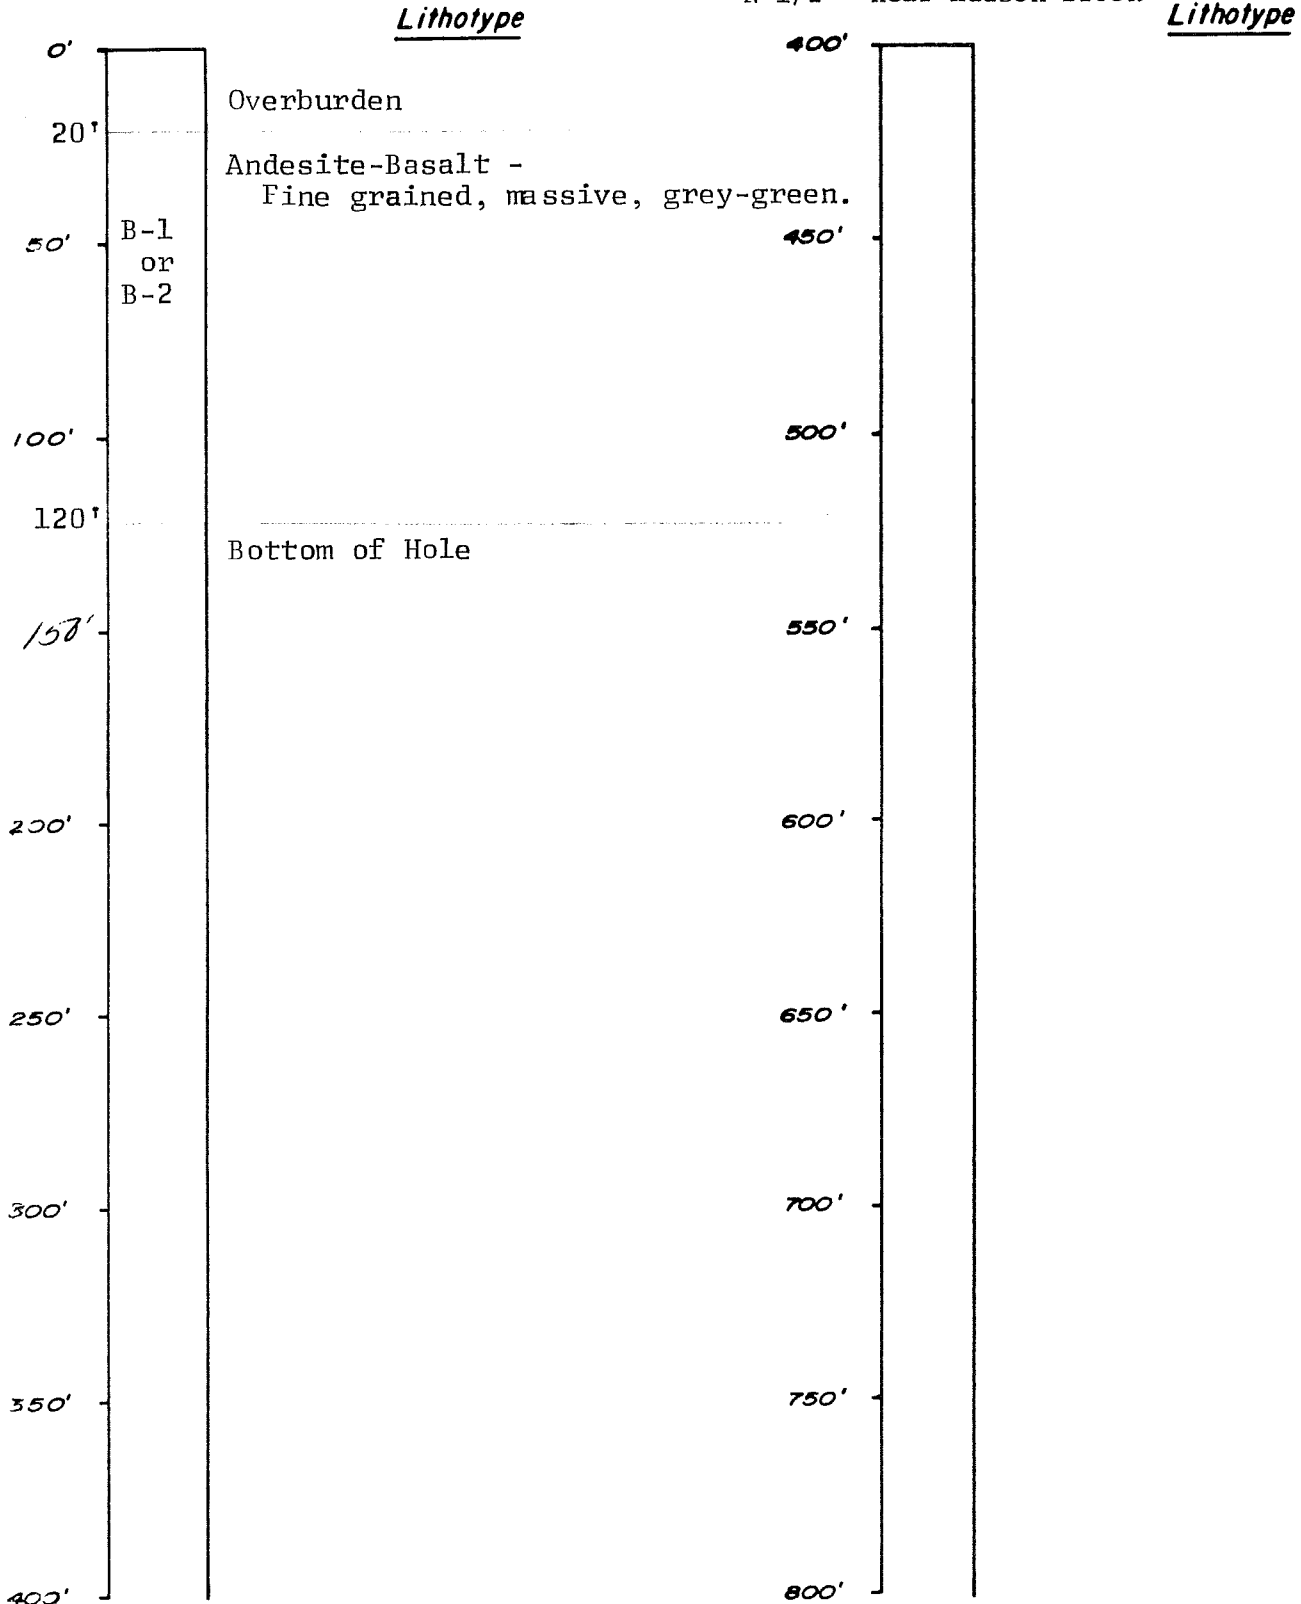 Lithotype
Lithotype
0'
Overburden
20'
Andesite-Basalt -
Fine grained, massive, grey-green.
B-1
or
B-2
50'
100'
120'
Bottom of Hole
150'
200'
250'
300'
350'
400'
400'
450'
500'
550'
600'
650'
700'
750'
800'